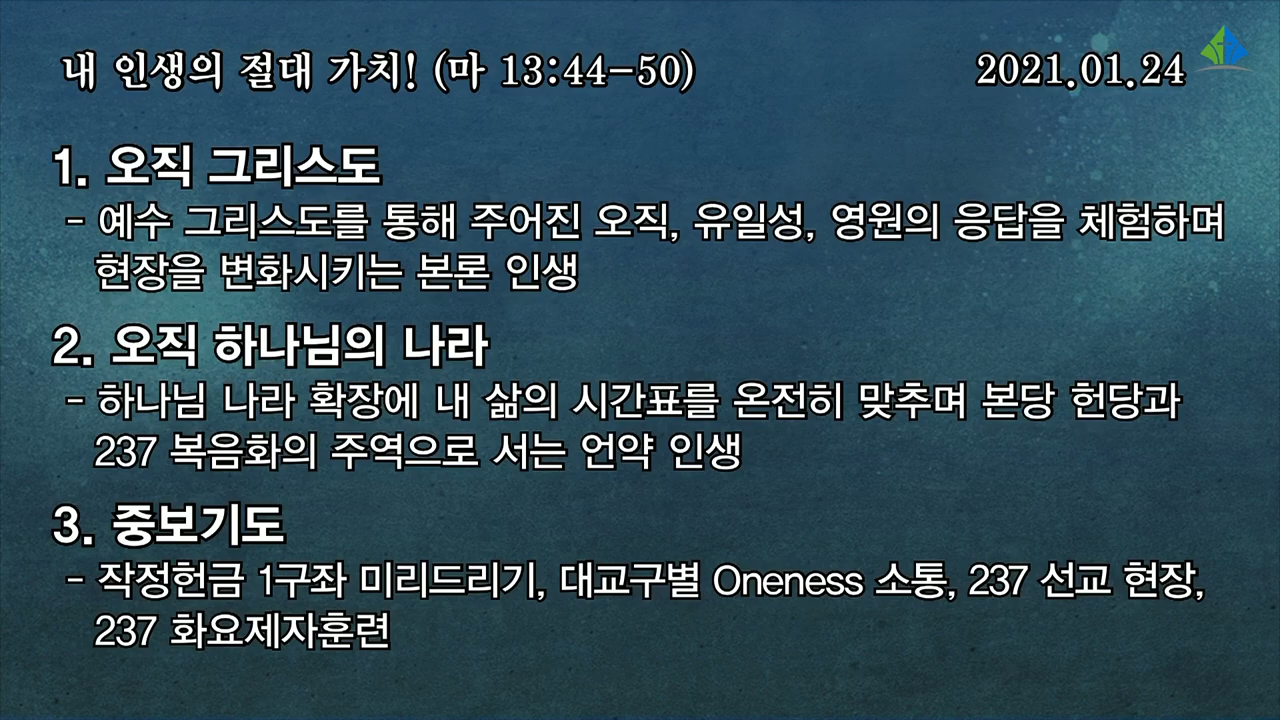 내 인생의 절대 가치! (마 13:44-50) 2021.01.24
1. 오직 그리스도
- 예수 그리스도를 통해 주어진 오직, 유일성, 영원의 응답을 체험하며
현장을 변화시키는 본론 인생
2. 오직 하나님의 나라
- 하나님 나라 확장에 내 삶의 시간표를 온전히 맞추며 본당 헌당과
237 복음화의 주역으로 서는 언약 인생
3. 중보기도
- 작정헌금 1구좌 미리드리기, 대교구별 Oneness 소통, 237 선교 현장,
237 화요제자훈련